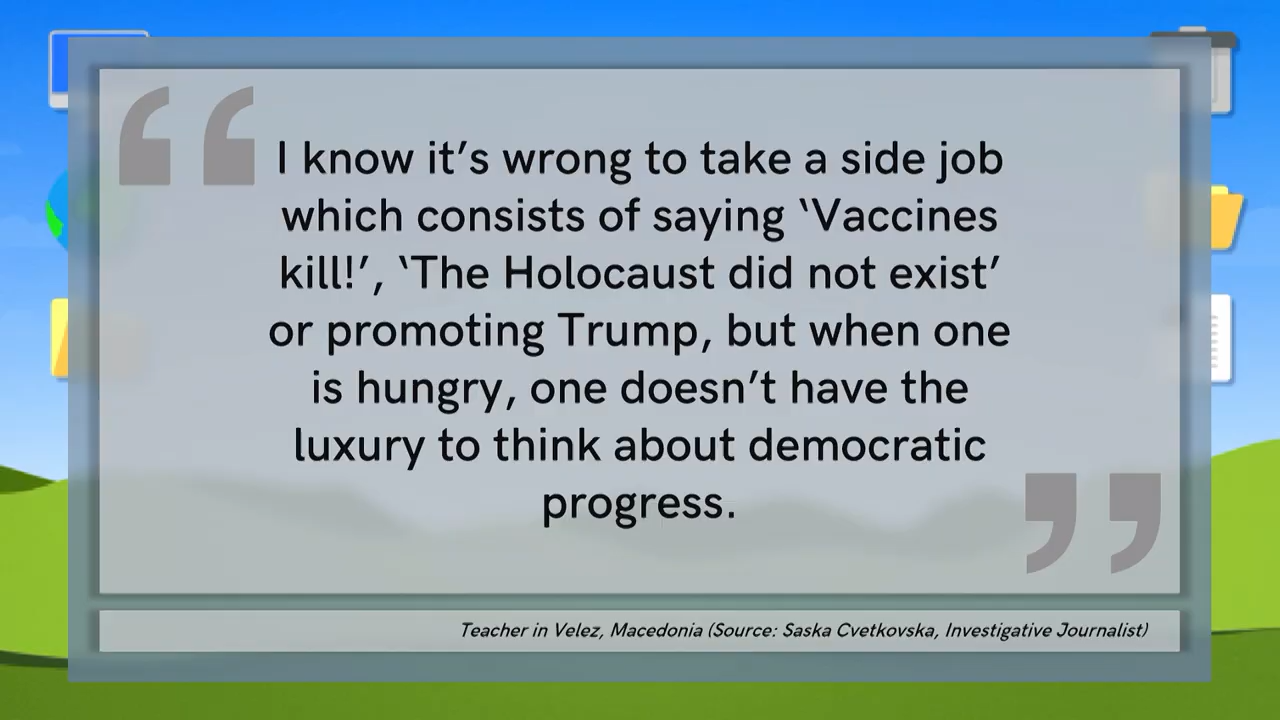 I know it’s wrong to take a side job
which consists of saying ‘Vaccines
kill!’, ‘The Holocaust did not exist’
or promoting Trump, but when one
is hungry, one doesn’t have the
luxury to think about democratic
progress.
Teacher in Velez, Macedonia (Source: Saska Cvetkovska, Investigative Journalist)